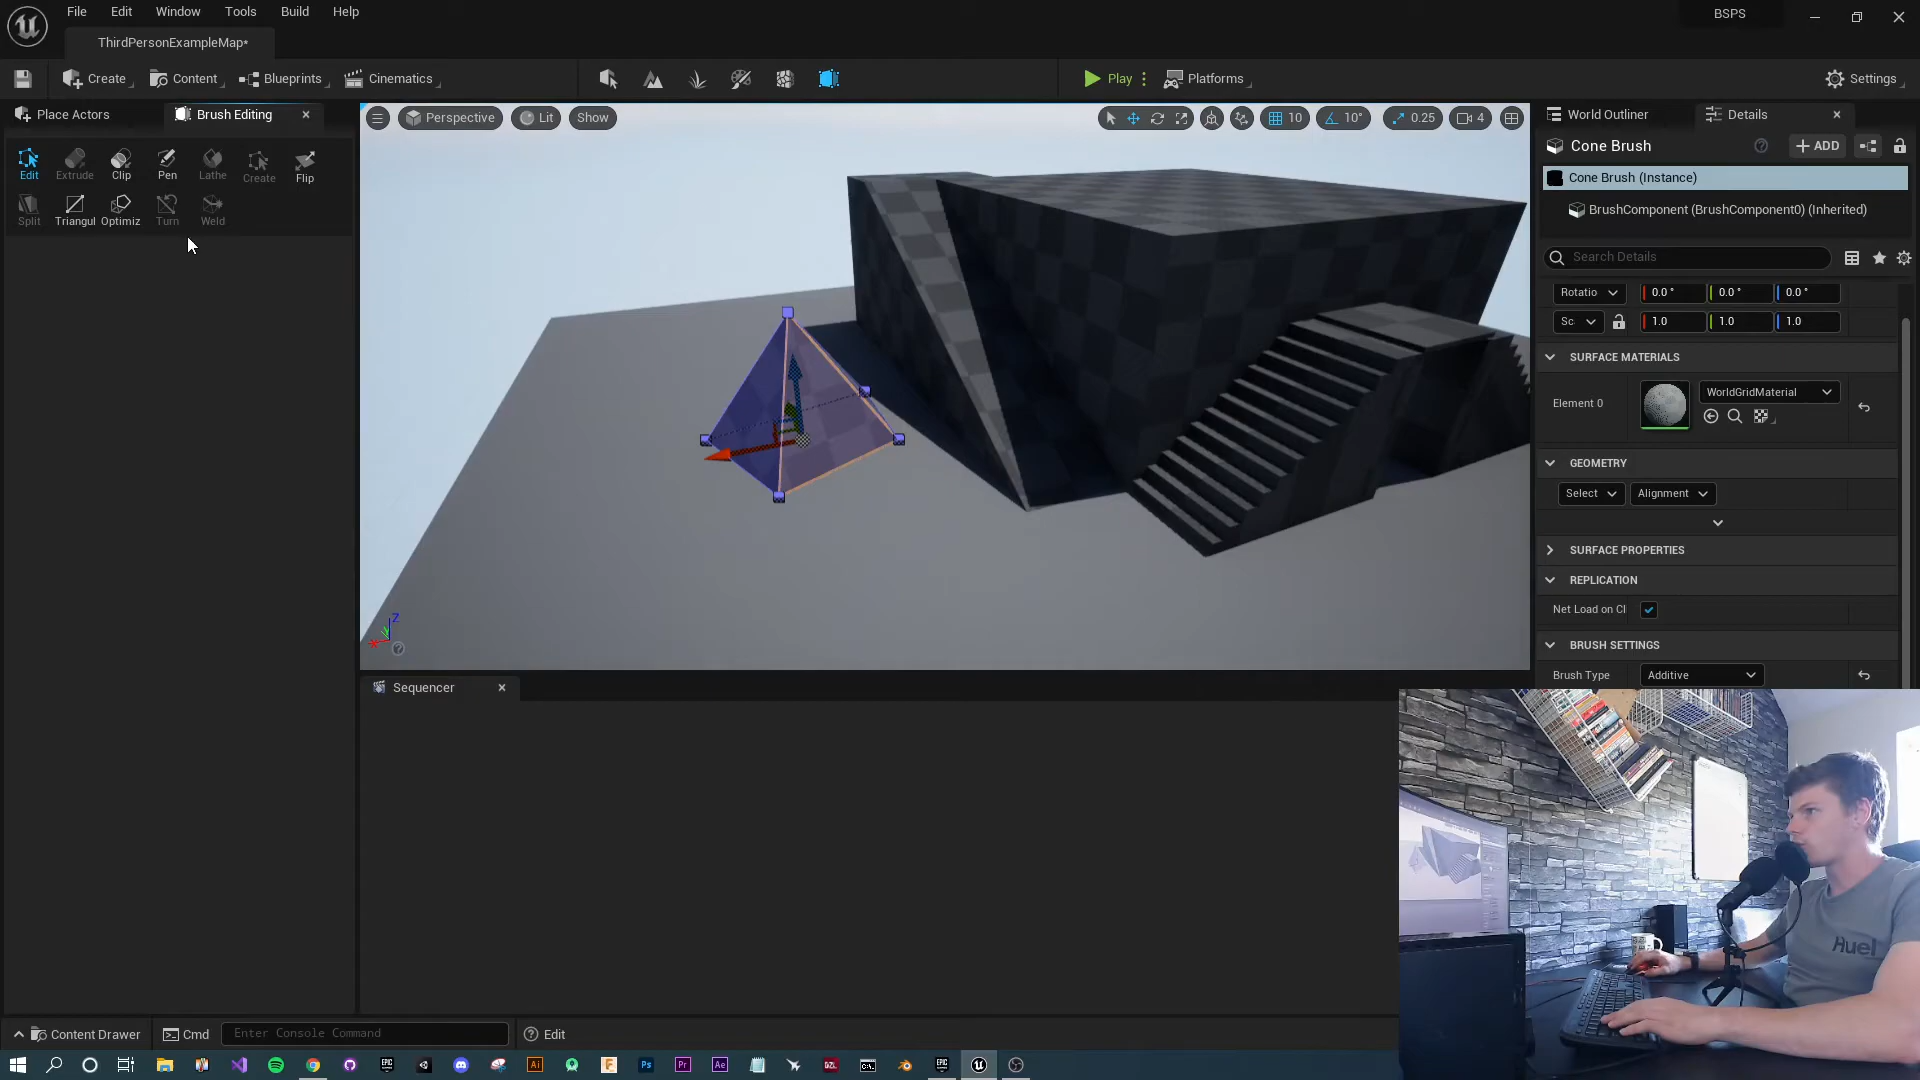 File Edit Window Tools Build Help
BSPS
ThirdPersonExampleMap*
Create Content Blueprints Cinematics Play Platforms Settings
Place Actors Brush Editing
Perspective Lit Show 10 10° 0.25 4
World Outliner Details
Cone Brush ADD
Edit Extrude Clip Pen Lathe Create Flip
Cone Brush (Instance)
Split Triangul Optimiz Turn Weld
BrushComponent (BrushComponent0) (Inherited)
Search Details
Rotatio 0.0 ° 0.0 ° 0.0 °
Sc 1.0 1.0 1.0
SURFACE MATERIALS
Element 0 WorldGridMaterial
GEOMETRY
Select Alignment
SURFACE PROPERTIES
REPLICATION
Net Load on Cl
BRUSH SETTINGS
Brush Type Additive
Z
Sequencer
Huel
Content Drawer Cmd Enter Console Command Edit